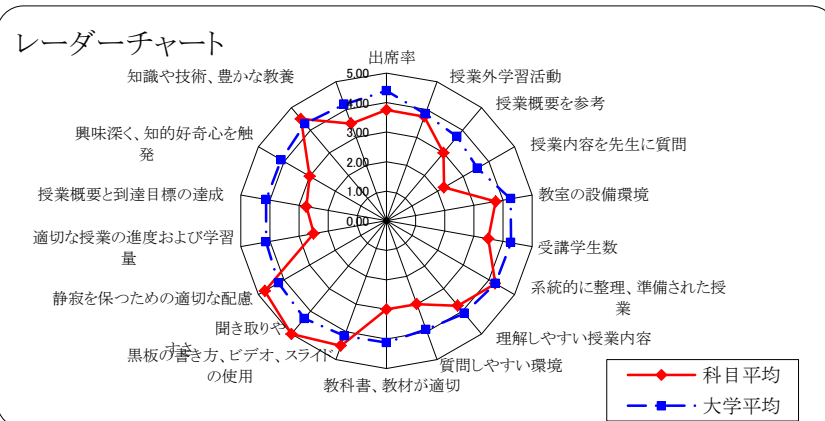 レーダーチャート
出席率
授業外学習活動
授業概要を参考
授業内容を先生に質問
教室の設備環境
受講学生数
系統的に整理、準備された授
業
理解しやすい授業内容
質問しやすい環境
教科書、教材が適切
黒板の書き方、ビデオ、スライド
の使用
聞き取りや
すさ
静寂を保つための適切な配慮
適切な授業の進度および学習
量
授業概要と到達目標の達成
興味深く、知的好奇心を触
発
知識や技術、豊かな教養
5.00
4.00
3.00
2.00
1.00
0.00
科目平均
大学平均